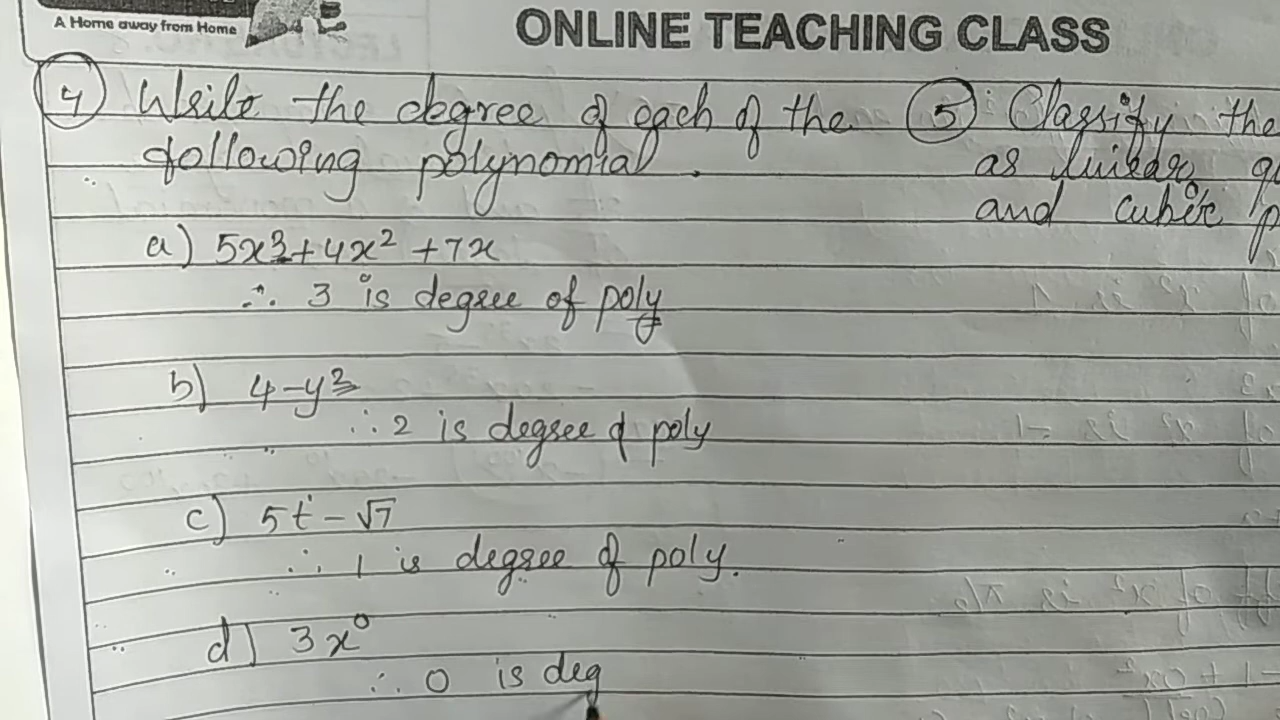 A Home away from Home
ONLINE TEACHING CLASS
4 Write the degree of each of the
following polynomial.
a) 5x³+4x² +7x
∴ 3 is degree of poly
b) 4-y²
∴ 2 is degree of poly
c) 5t - √7
∴ 1 is degree of poly.
d) 3x⁰
∴ 0 is deg
5 Classify the
as linear,
and cubic